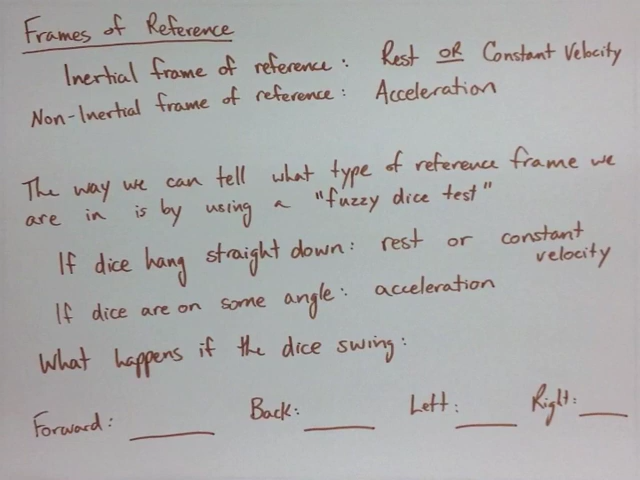 Frames of Reference
Inertial frame of reference: Rest OR Constant Velocity
Non-Inertial frame of reference: Acceleration
The way we can tell what type of reference frame we
are in is by using a "fuzzy dice test"
If dice hang straight down: rest or constant
velocity
If dice are on some angle: acceleration
What happens if the dice swing:
Forward: ____ Back: ____ Left: ____ Right: ____